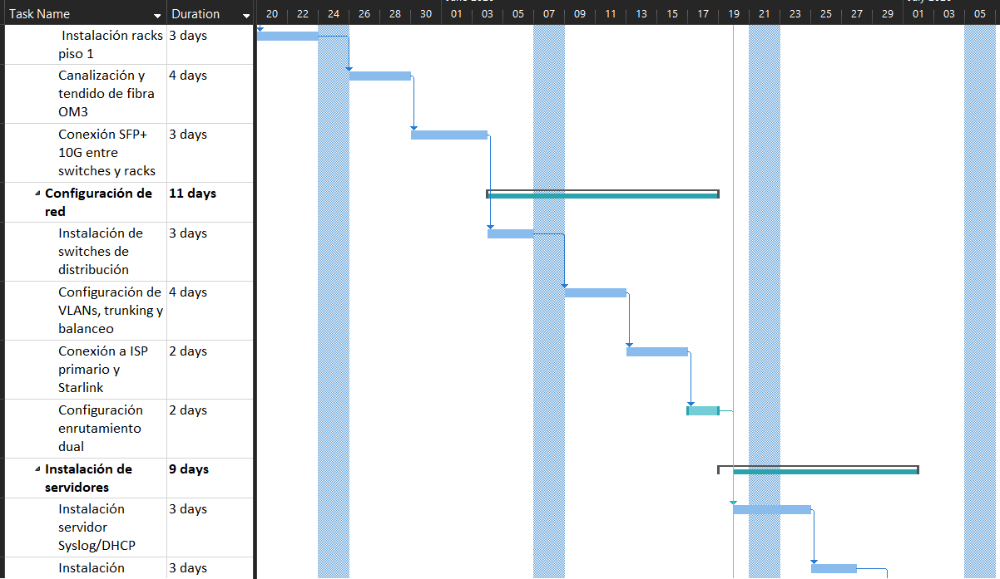 Task Name Duration 20 22 24 26 28 30 01 03 05 07 09 11 13 15 17 19 21 23 25 27 29 01 03 05
Instalación racks 3 days
piso 1
Canalización y 4 days
tendido de fibra
OM3
Conexión SFP+ 3 days
10G entre
switches y racks
Configuración de 11 days
red
Instalación de 3 days
switches de
distribución
Configuración de 4 days
VLANs, trunking y
balanceo
Conexión a ISP 2 days
primario y
Starlink
Configuración 2 days
enrutamiento
dual
Instalación de 9 days
servidores
Instalación 3 days
servidor
Syslog/DHCP
Instalación 3 days